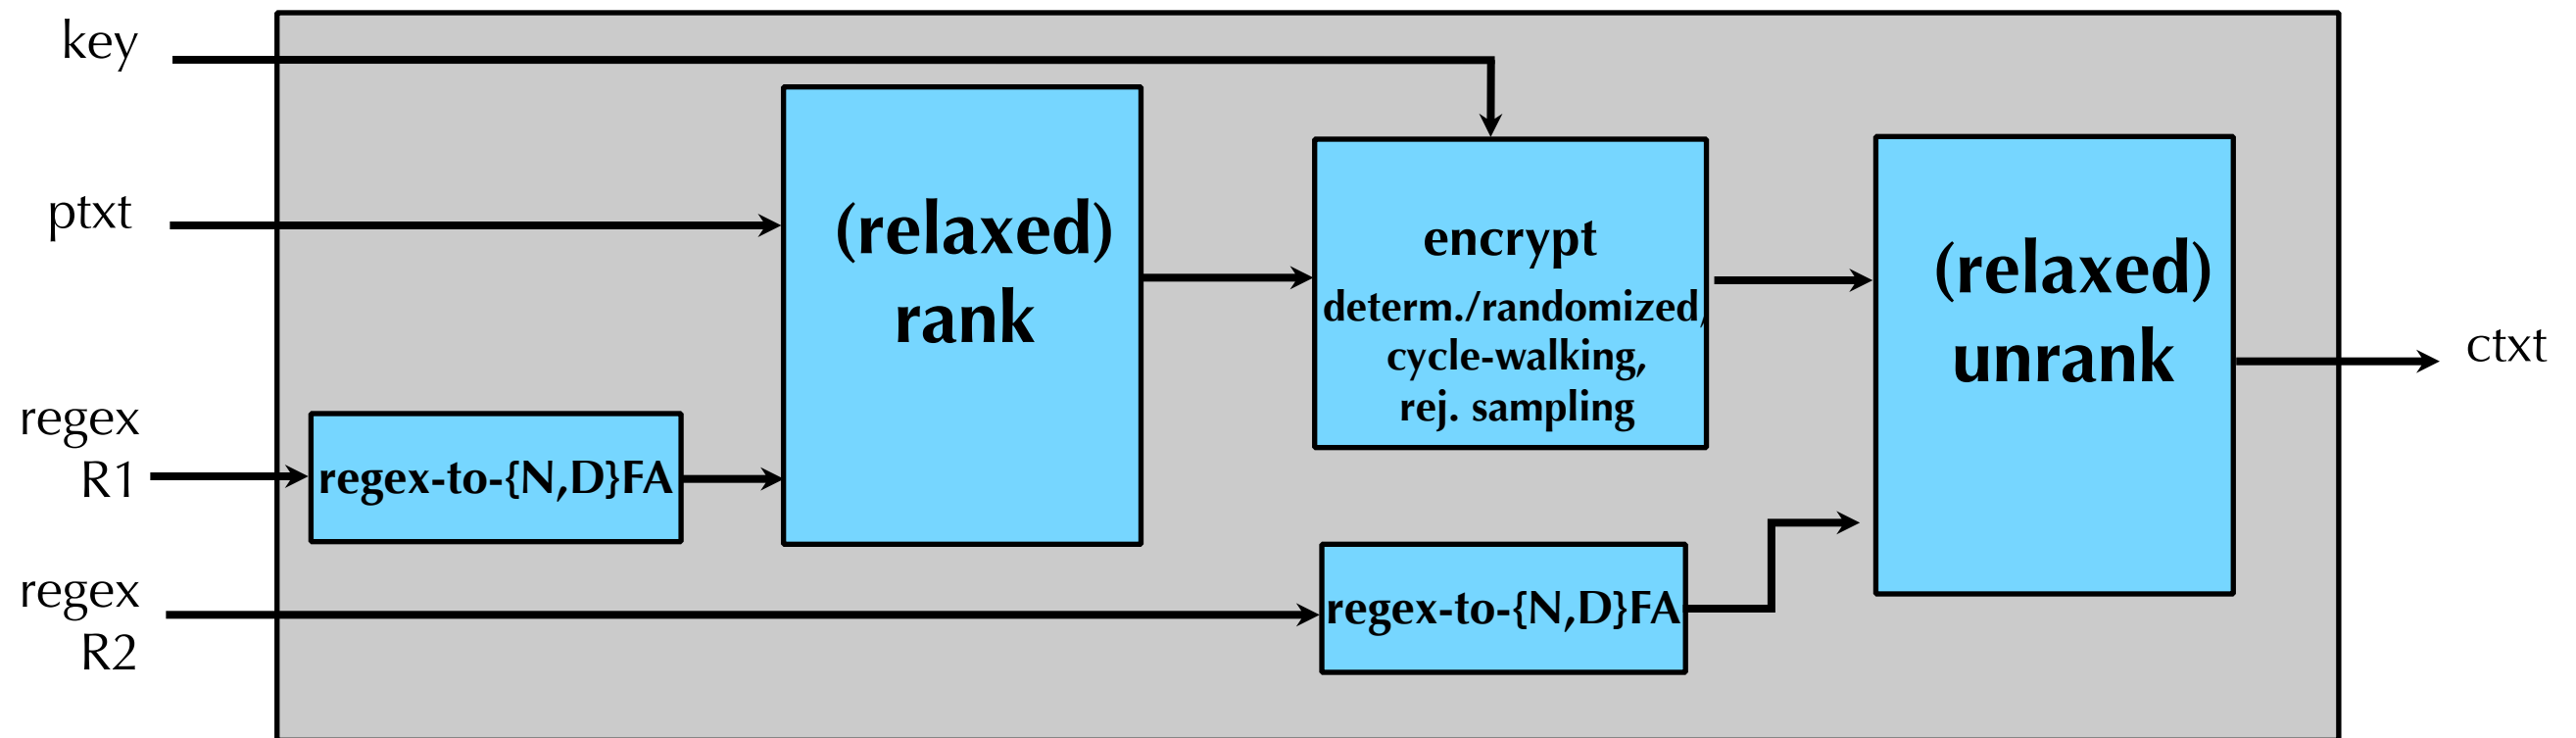 key
ptxt
regex
R1
regex
R2
regex-to-{N,D}FA
(relaxed)
rank
encrypt
determ./randomized,
cycle-walking,
rej. sampling
regex-to-{N,D}FA
(relaxed)
unrank
ctxt